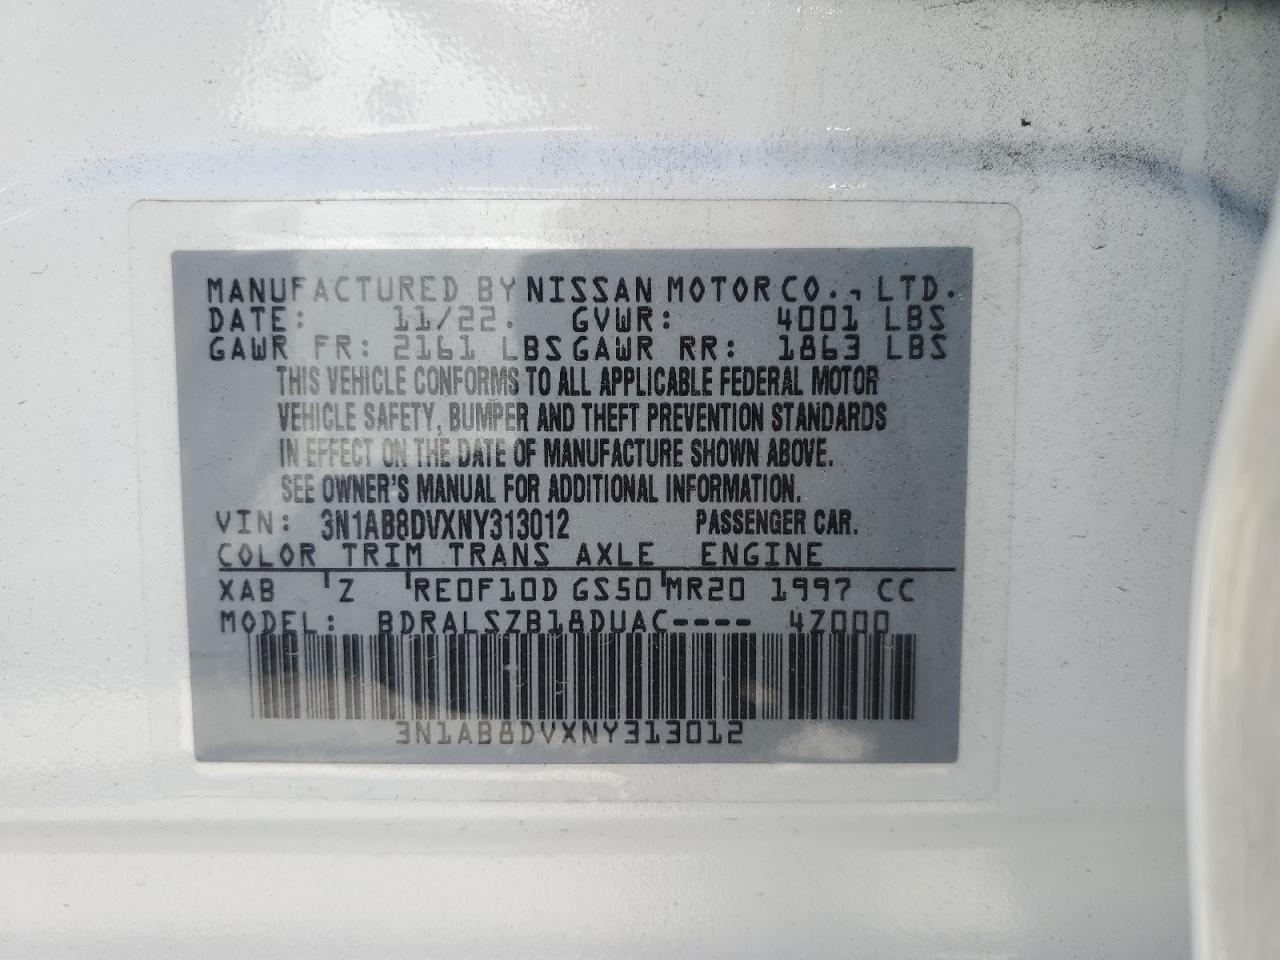 MANUFACTURED BY NISSAN MOTOR CO., LTD.
DATE: 11/22. GVWR: 4001 LBS
GAWR FR: 2161 LBS GAWR RR: 1863 LBS
THIS VEHICLE CONFORMS TO ALL APPLICABLE FEDERAL MOTOR
VEHICLE SAFETY, BUMPER AND THEFT PREVENTION STANDARDS
IN EFFECT ON THE DATE OF MANUFACTURE SHOWN ABOVE.
SEE OWNER'S MANUAL FOR ADDITIONAL INFORMATION.
VIN: 3N1AB8DVXNY313012 PASSENGER CAR.
COLOR TRIM TRANS AXLE ENGINE
XAB Z RE0F10D GS50 MR20 1997 CC
MODEL: BDRALSZB18DUAC---- 4Z000
3N1AB8DVXNY313012